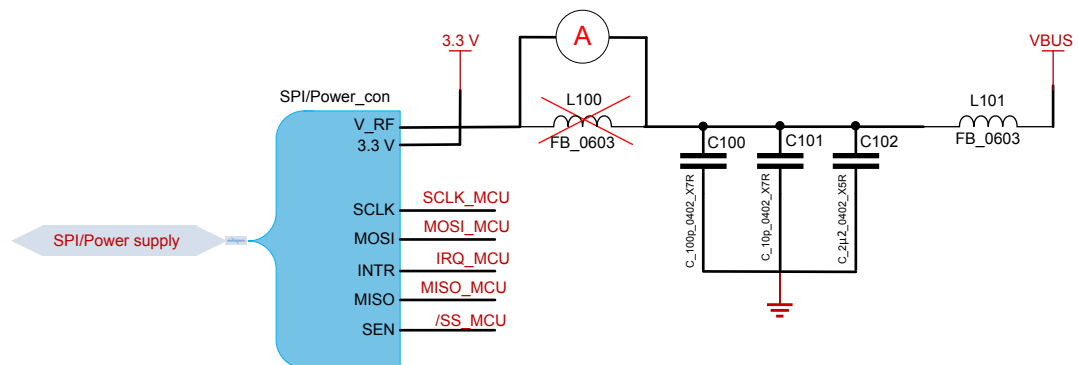 A
3.3 V
VBUS
SPI/Power_con
L100
L101
V_RF
FB_0603
FB_0603
3.3 V
C100
C101
C102
C_100p_0402_X7R
C_10p_0402_X7R
C_2µ2_0402_X5R
SCLK
SCLK_MCU
MOSI
MOSI_MCU
SPI/Power supply
INTR
IRQ_MCU
MISO
MISO_MCU
SEN
/SS_MCU